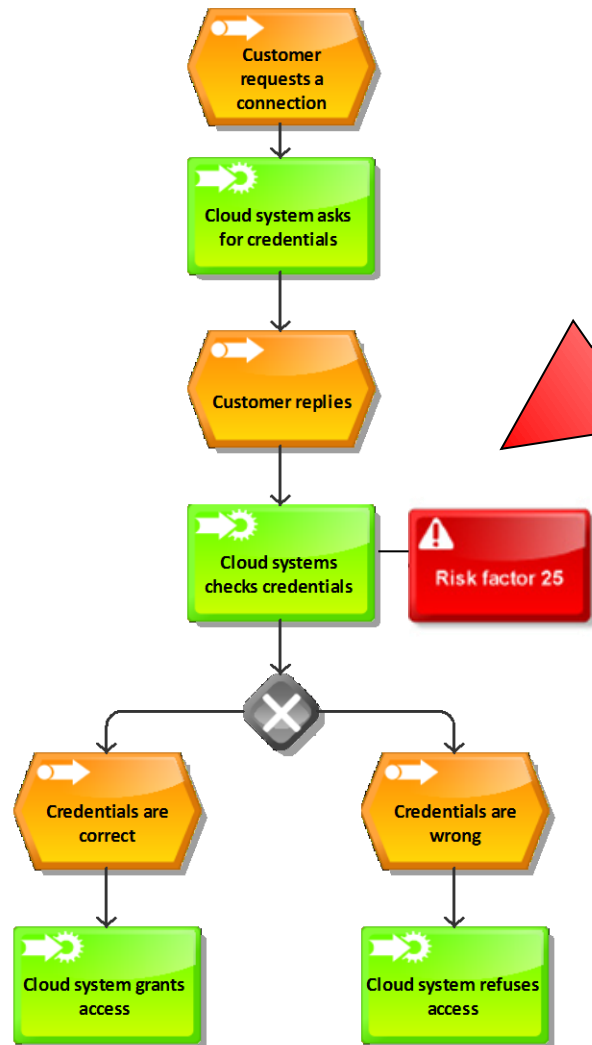 Customer
requests a
connection
Cloud system asks
for credentials
Customer replies
Cloud systems
checks credentials
Risk factor 25
Credentials are
correct
Credentials are
wrong
Cloud system grants
access
Cloud system refuses
access